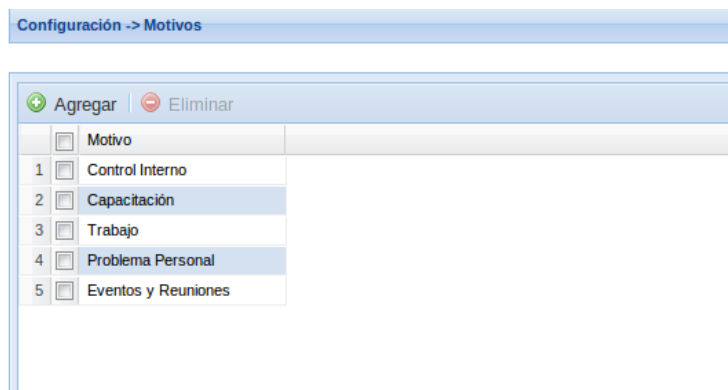 Configuración -> Motivos
Agregar Eliminar
Motivo
1 Control Interno
2 Capacitación
3 Trabajo
4 Problema Personal
5 Eventos y Reuniones